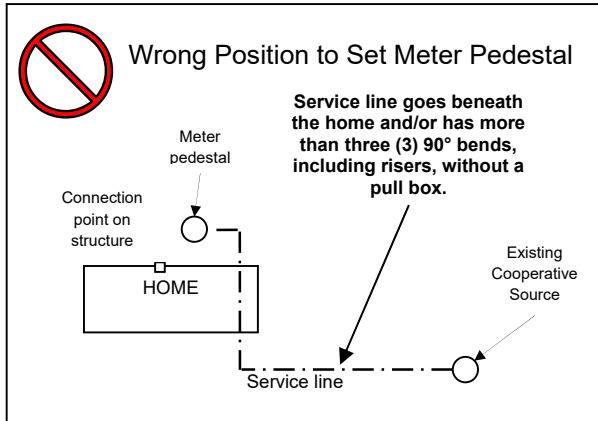 Wrong Position to Set Meter Pedestal
Service line goes beneath
the home and/or has more
than three (3) 90° bends,
including risers, without a
pull box.
Meter
pedestal
Connection
point on
structure
HOME
Existing
Cooperative
Source
Service line